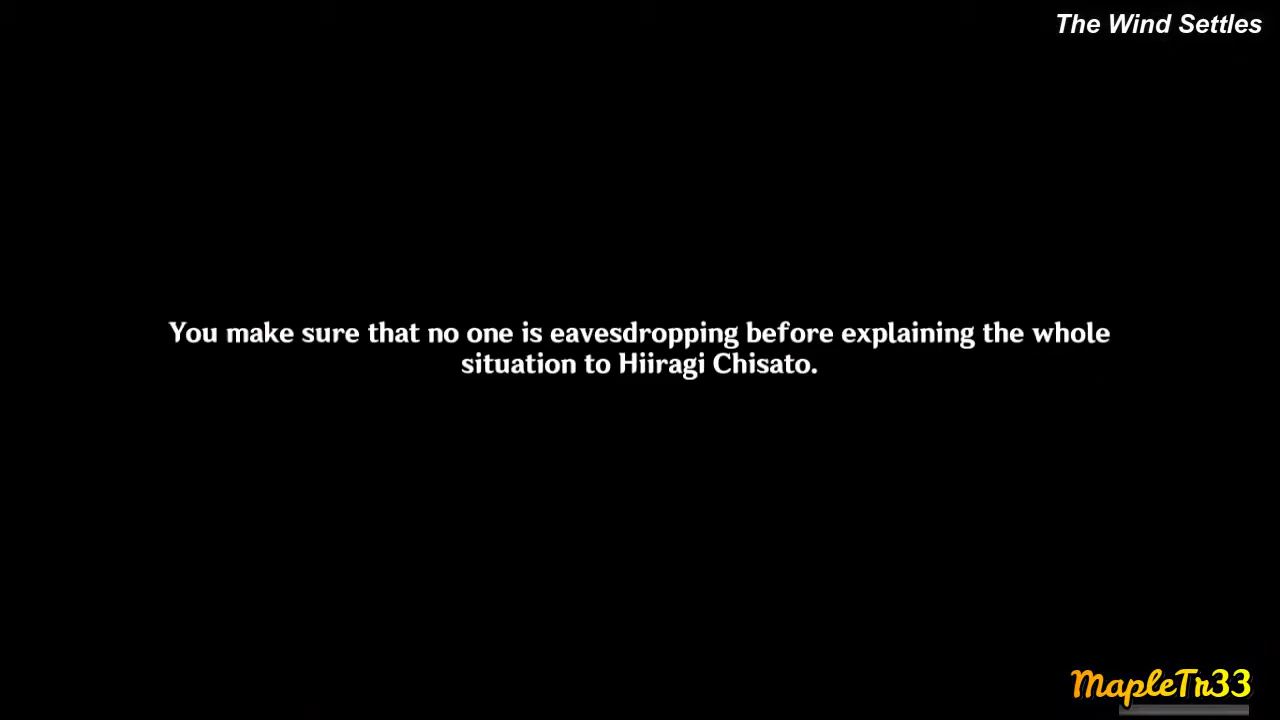 The Wind Settles
You make sure that no one is eavesdropping before explaining the whole
situation to Hiiragi Chisato.
MapleTr33